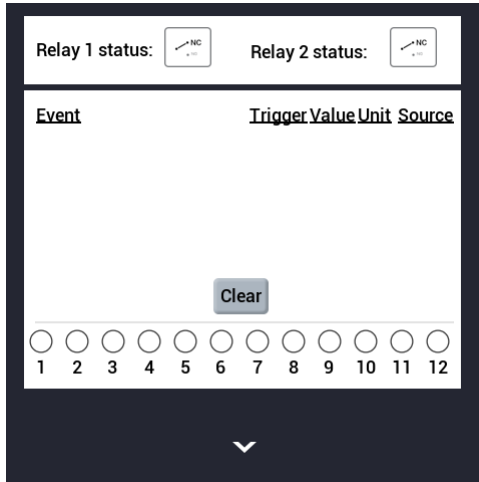 Relay 1 status: NC Relay 2 status: NC
Event Trigger Value Unit Source
Clear
1 2 3 4 5 6 7 8 9 10 11 12